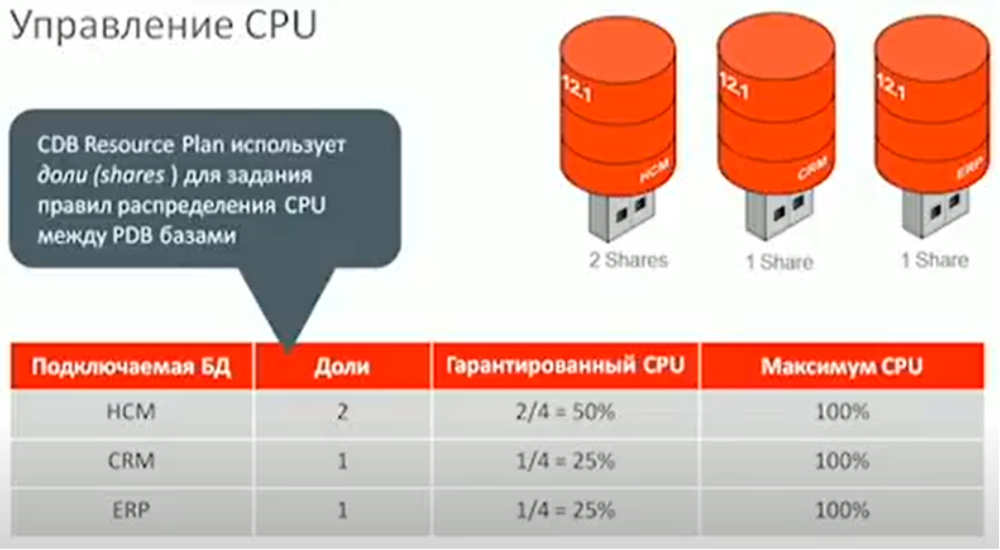 Управление CPU
12.1
12.1
12.1
HCM
CRM
ERP
2 Shares
1 Share
1 Share
CDB Resource Plan использует
доли (shares ) для задания
правил распределения CPU
между PDB базами
Подключаемая БД Доли Гарантированный CPU Максимум CPU
HCM 2 2/4 = 50% 100%
CRM 1 1/4 = 25% 100%
ERP 1 1/4 = 25% 100%